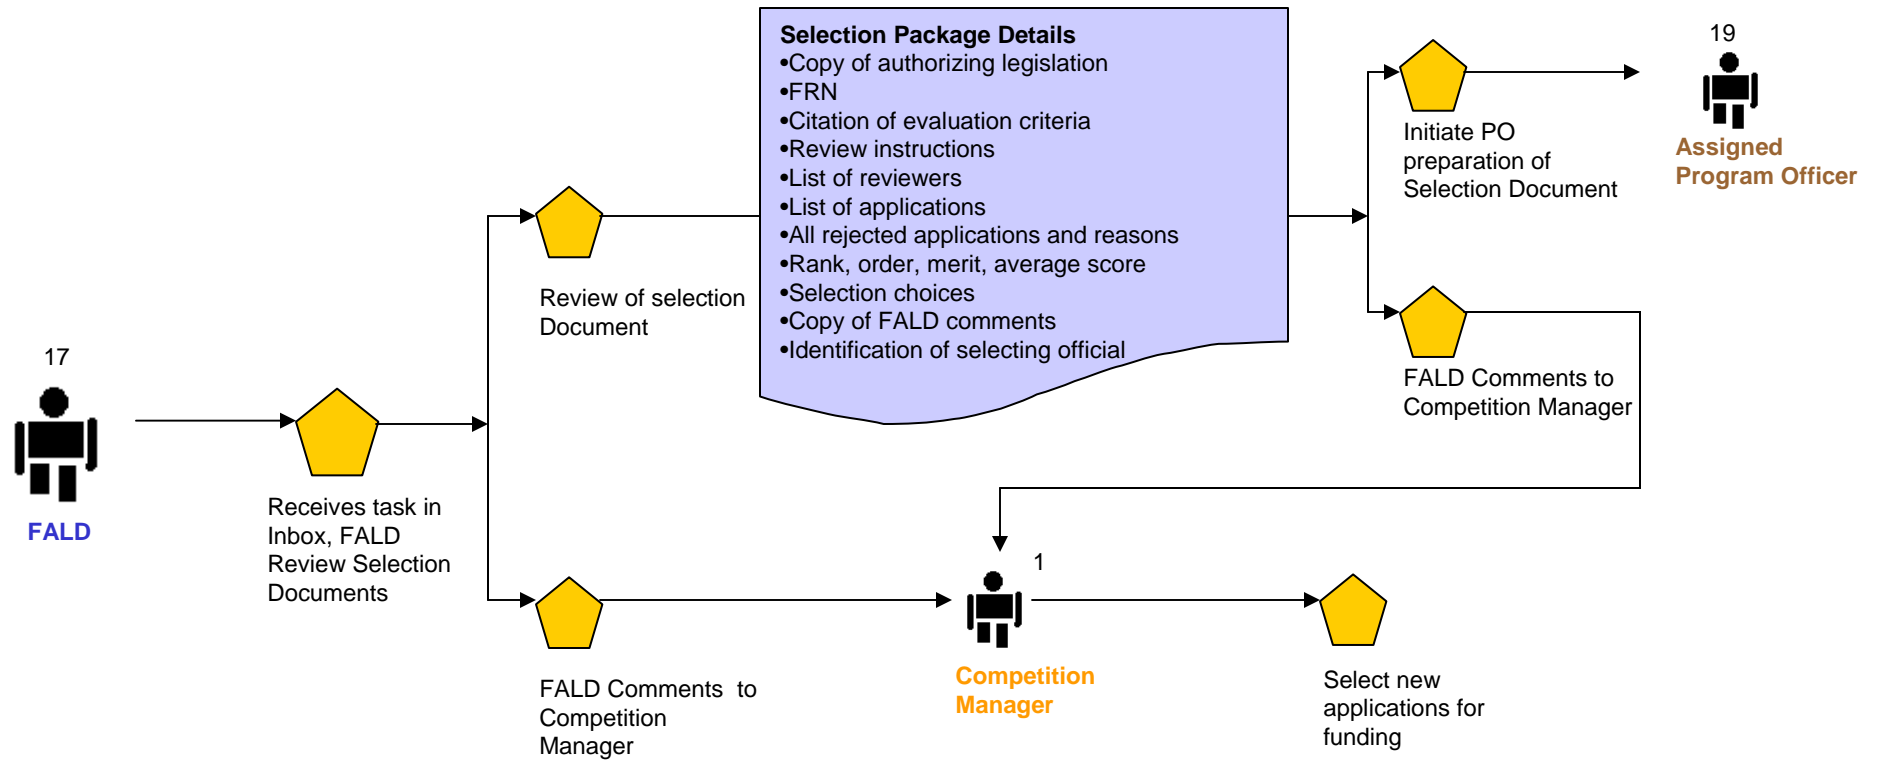 Selection Package Details
•Copy of authorizing legislation
•FRN
•Citation of evaluation criteria
•Review instructions
•List of reviewers
•List of applications
•All rejected applications and reasons
•Rank, order, merit, average score
•Selection choices
•Copy of FALD comments
•Identification of selecting official
19
Assigned
Program Officer
Initiate PO
preparation of
Selection Document
Review of selection
Document
17
FALD
Receives task in
Inbox, FALD
Review Selection
Documents
FALD Comments to
Competition Manager
1
Competition
Manager
FALD Comments  to
Competition
Manager
Select new
applications for
funding